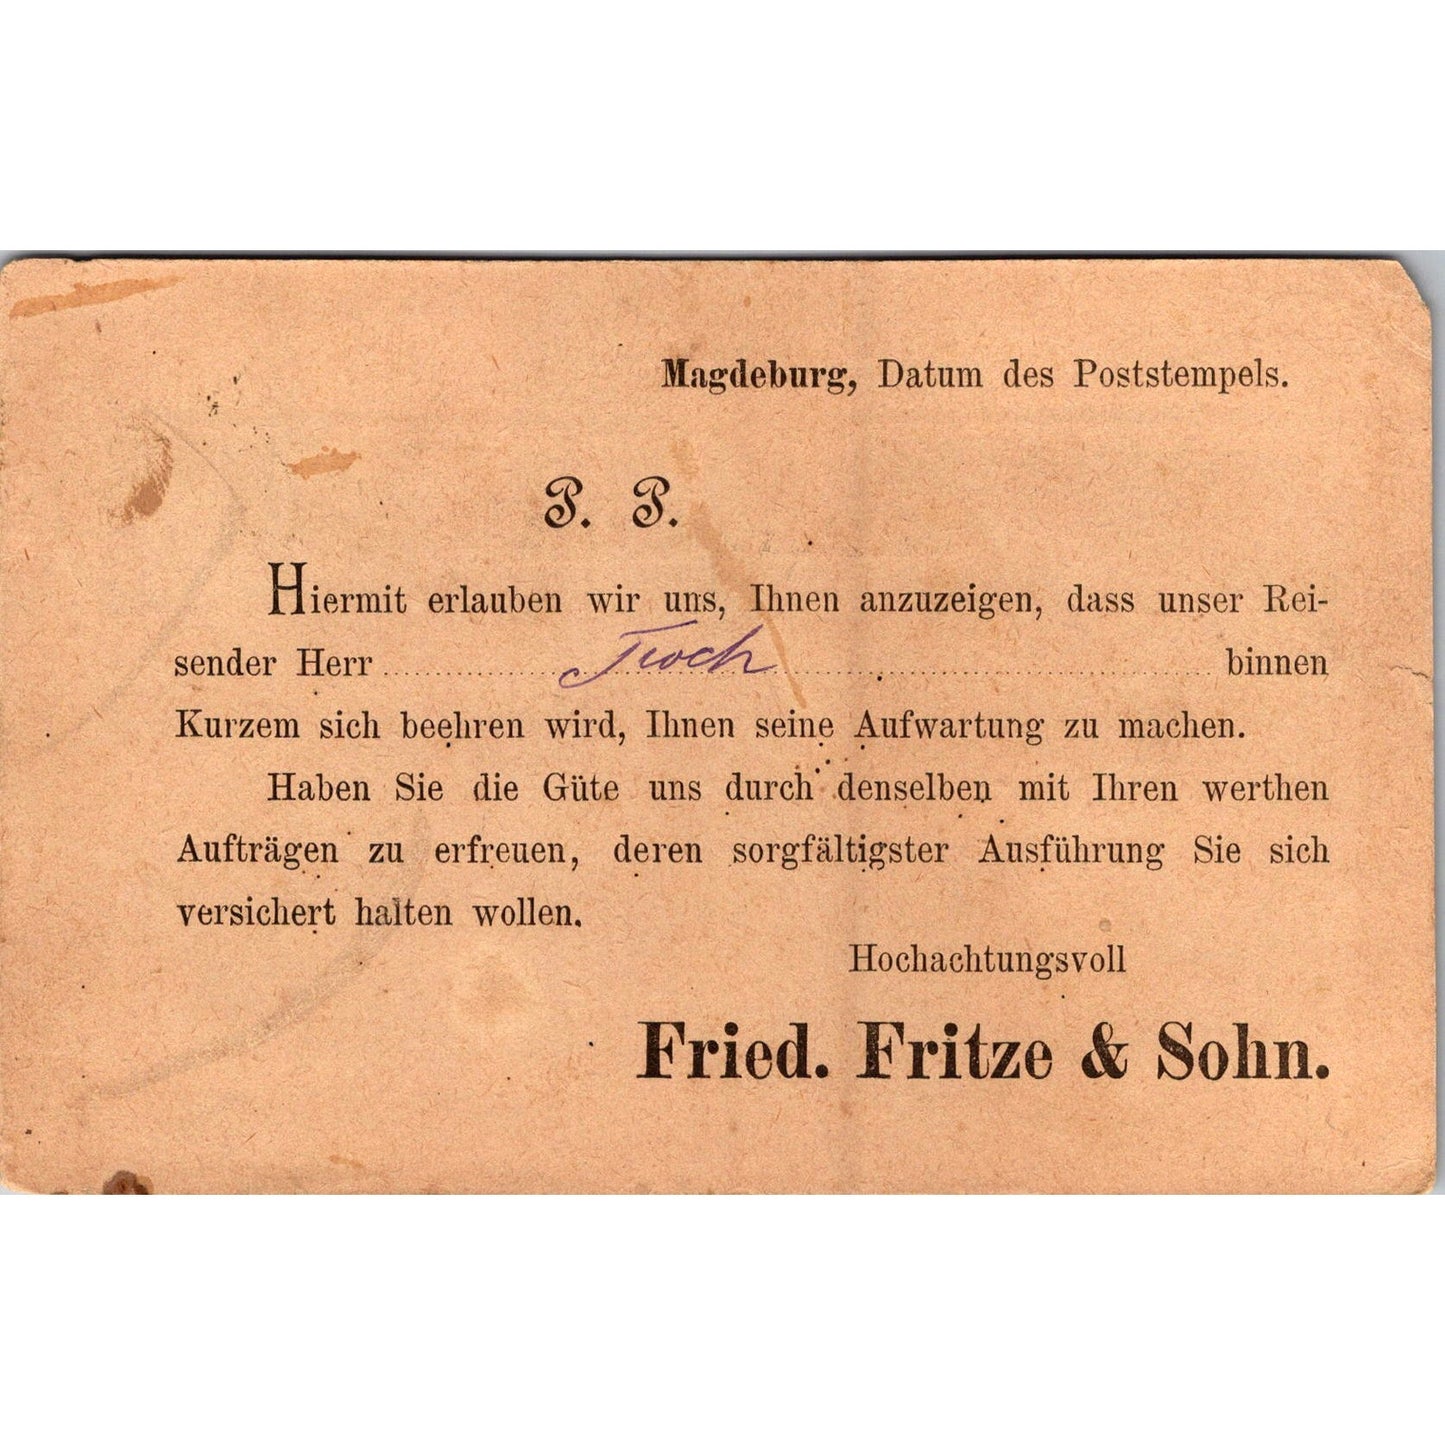 Magdeburg, Datum des Poststempels.
P. P.
Hiermit erlauben wir uns, Ihnen anzuzeigen, dass unser Rei-
sender Herr Troch binnen
Kurzem sich beehren wird, Ihnen seine Aufwartung zu machen.
Haben Sie die Güte uns durch denselben mit Ihren werthen
Aufträgen zu erfreuen, deren sorgfältigster Ausführung Sie sich
versichert halten wollen.
Hochachtungsvoll
Fried. Fritze & Sohn.